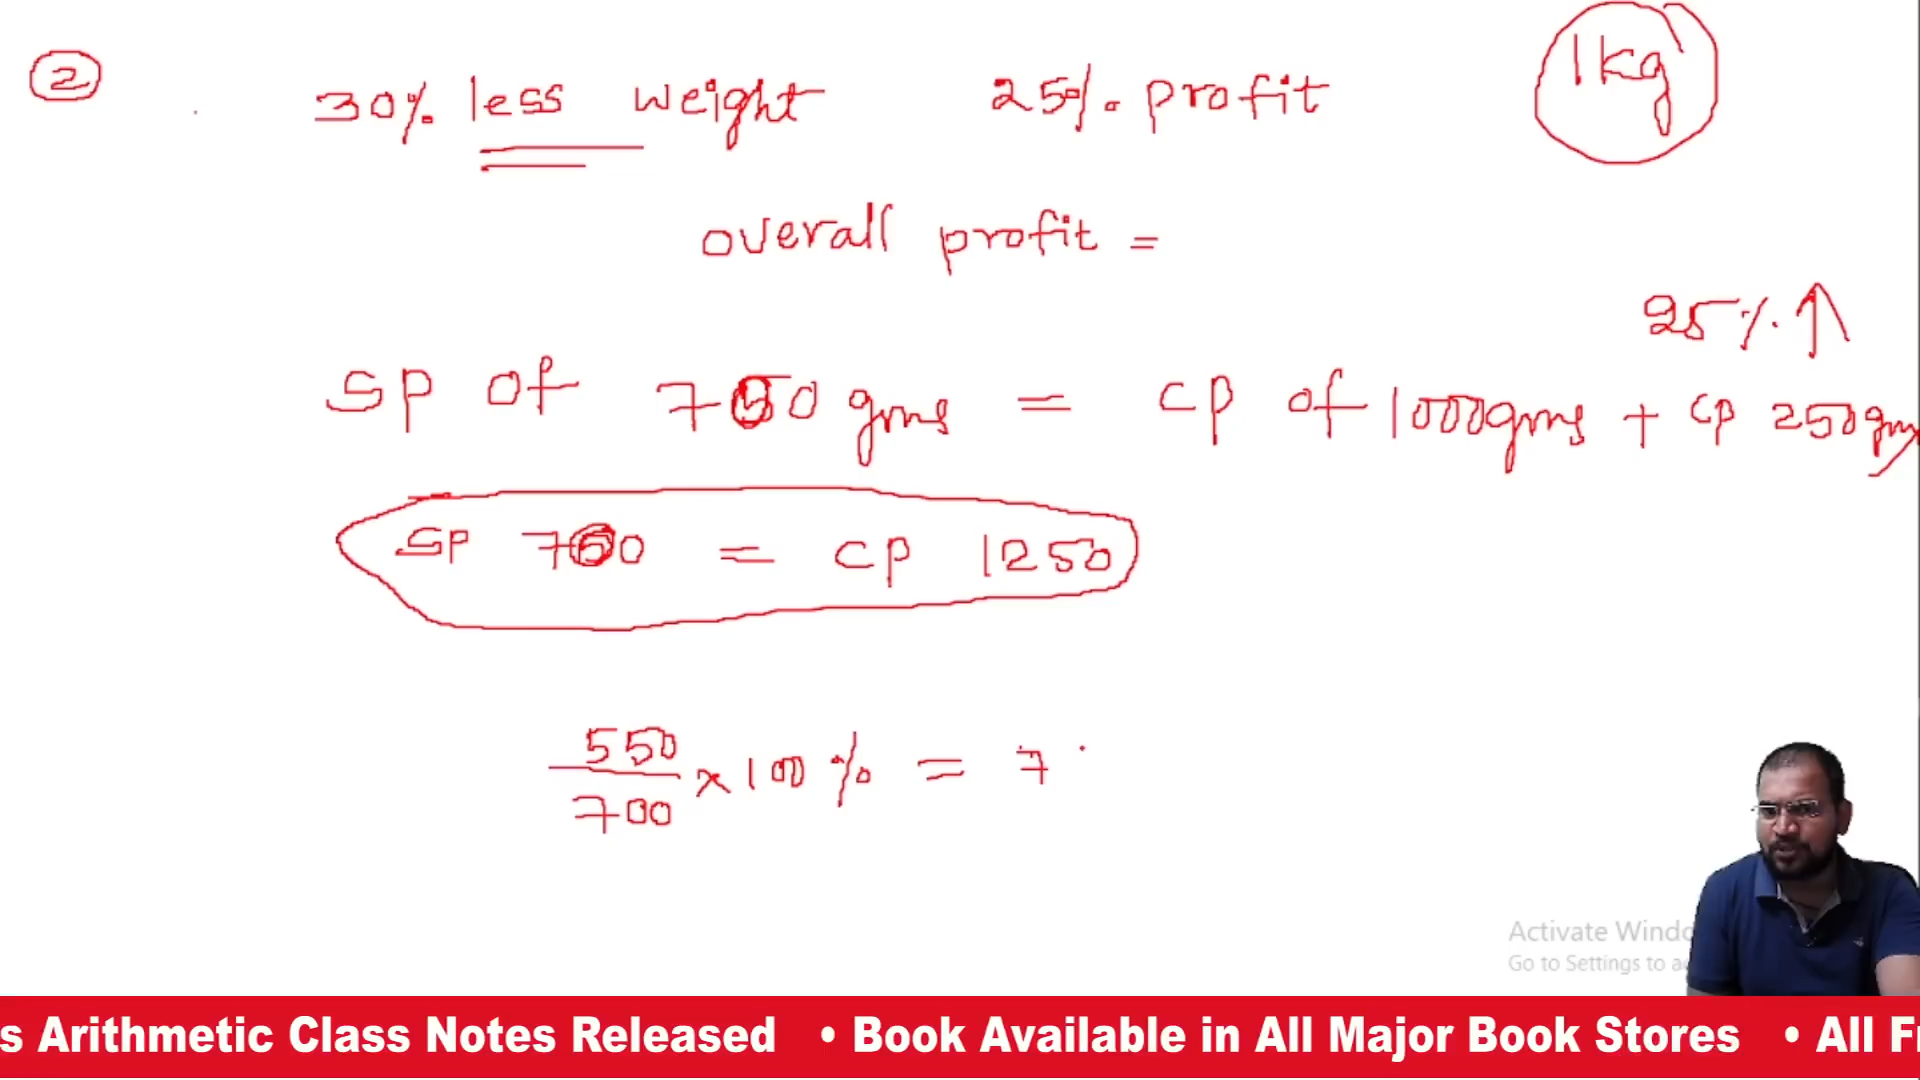 2
30% less weight 25%. profit 1kg
overall profit =
25%. ↑
SP of 700 gms = CP of 1000gms + CP 250gms
SP 700 = CP 1250
550/700 × 100 % = 7
Activate Windo
Go to Settings to a
s Arithmetic Class Notes Released • Book Available in All Major Book Stores • All F